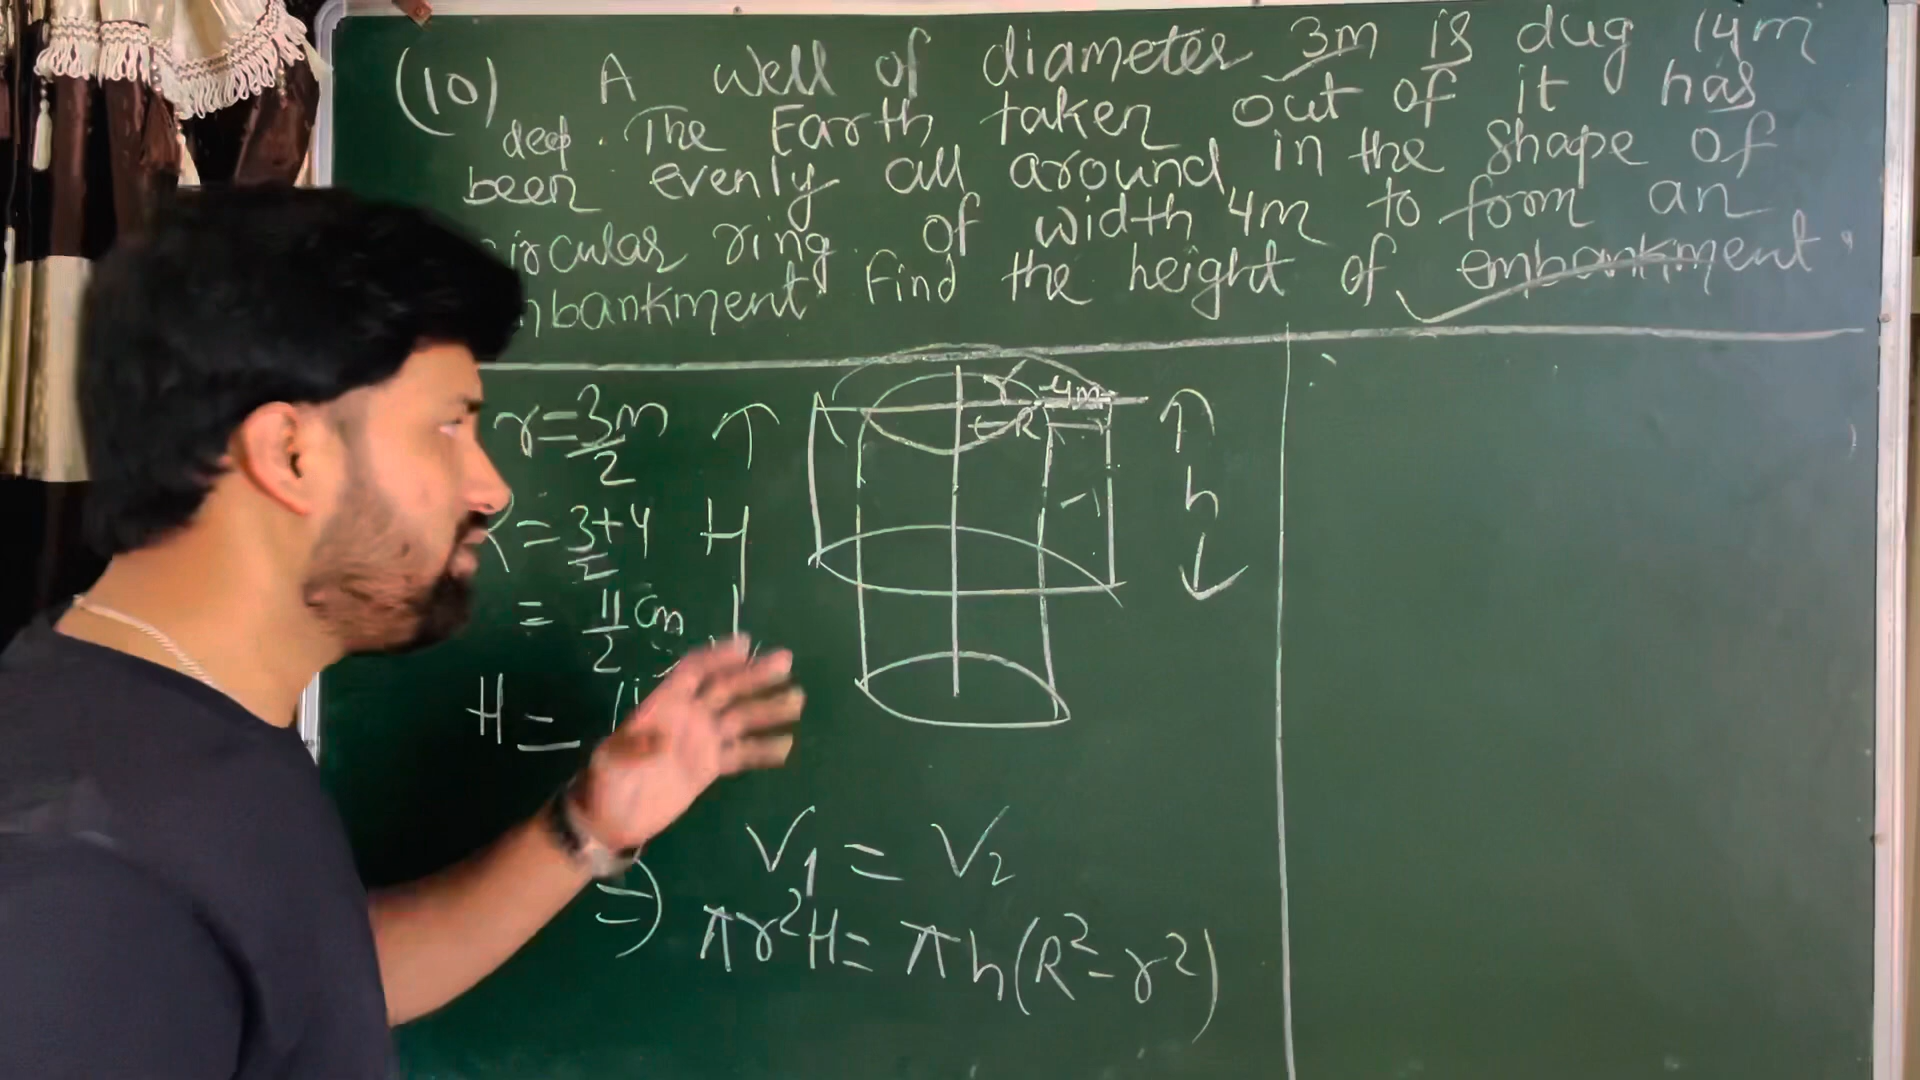 (10) A well of diameter 3m is dug 14m
deep. The Earth taken out of it has
been evenly all around in the shape of
circular ring of width 4m to form an
embankment Find the height of embankment.
r = 3/2 m
R = 3/2 + 4
= 11/2 cm
H =
H
r 4m
R
h
V1 = V2
⇒ πr²H = πh(R²-r²)